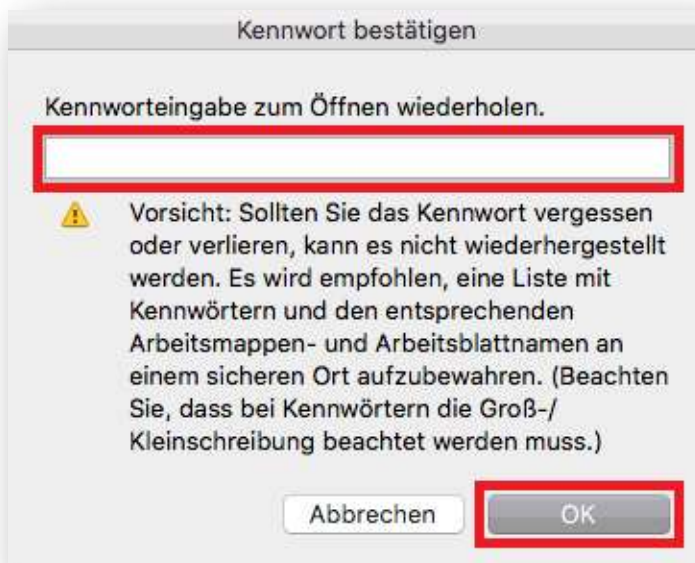 Kennwort bestätigen
Kennworteingabe zum Öffnen wiederholen.
Vorsicht: Sollten Sie das Kennwort vergessen
oder verlieren, kann es nicht wiederhergestellt
werden. Es wird empfohlen, eine Liste mit
Kennwörtern und den entsprechenden
Arbeitsmappen- und Arbeitsblattnamen an
einem sicheren Ort aufzubewahren. (Beachten
Sie, dass bei Kennwörtern die Groß-/
Kleinschreibung beachtet werden muss.)
Abbrechen
OK